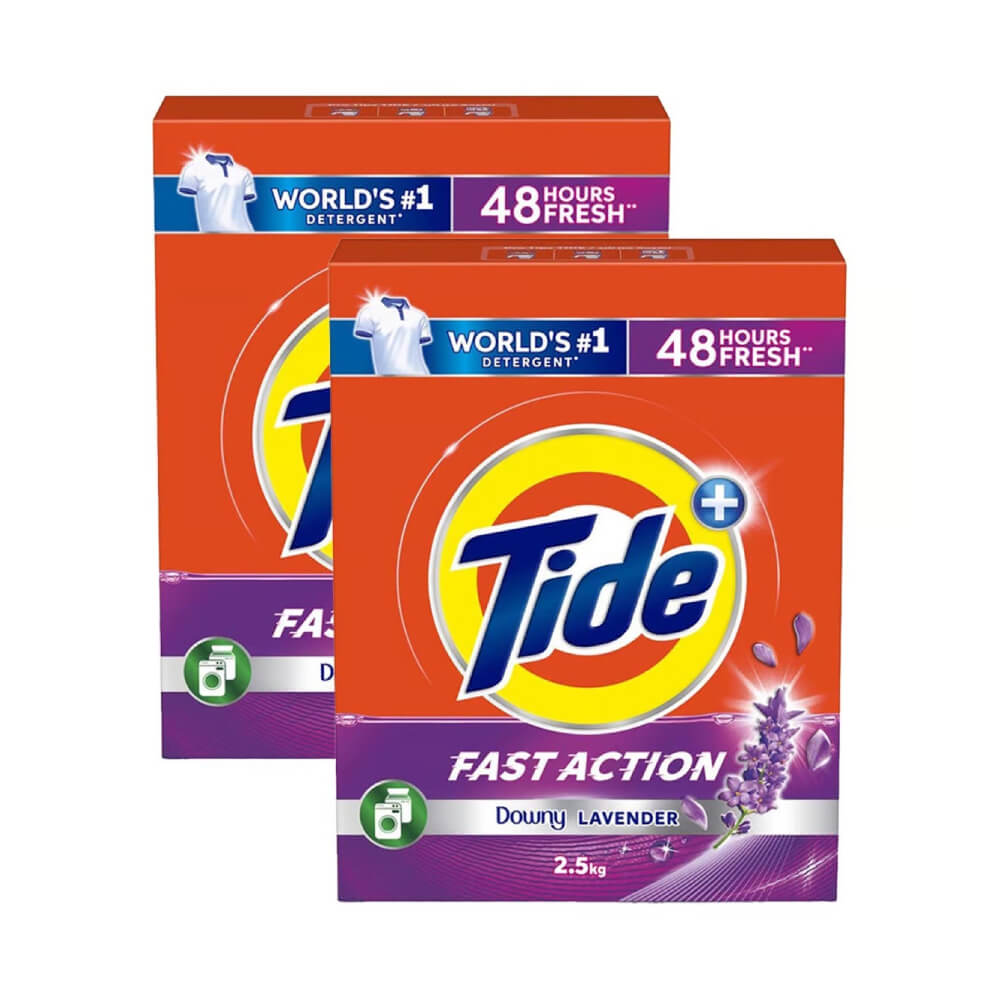 WORLD'S #1
DETERGENT*
48 HOURS
FRESH**
FAS
D
WORLD'S #1
DETERGENT*
48 HOURS
FRESH**
Tide+
FAST ACTION
Downy LAVENDER
2.5kg